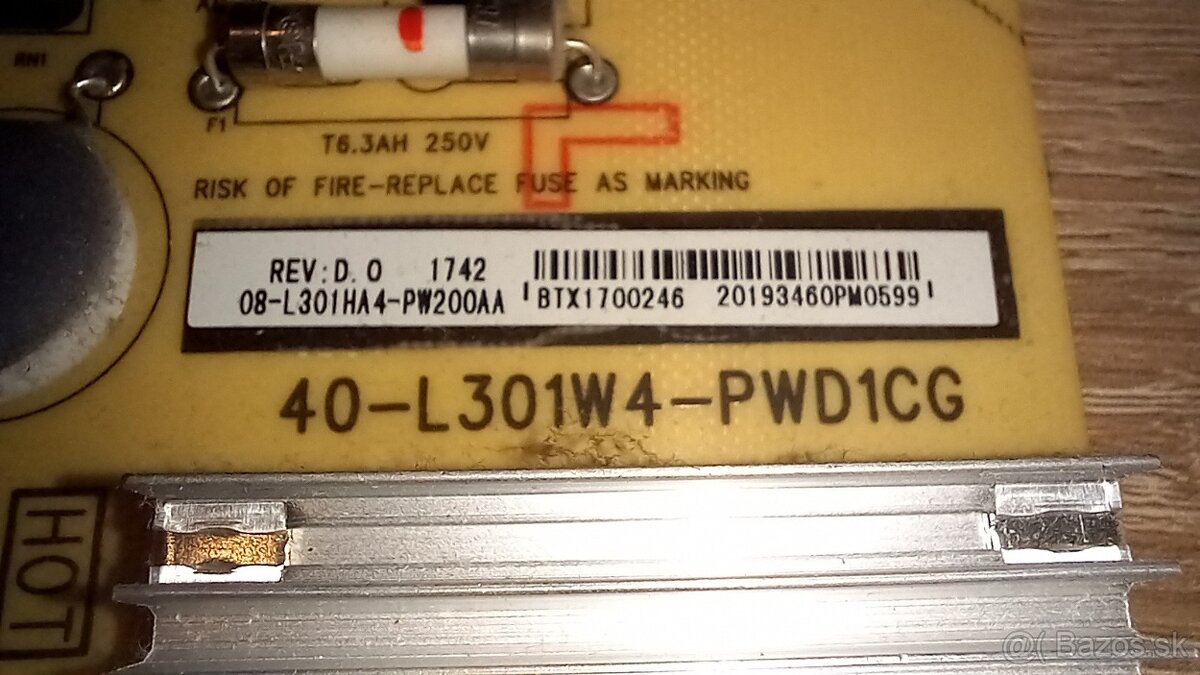 RN1
F1
T6.3AH 250V
RISK OF FIRE-REPLACE FUSE AS MARKING
REV:D.0 1742
08-L301HA4-PW200AA BTX1700246 20193460PM0599
40-L301W4-PWD1CG
HOT
@( Bazos.sk